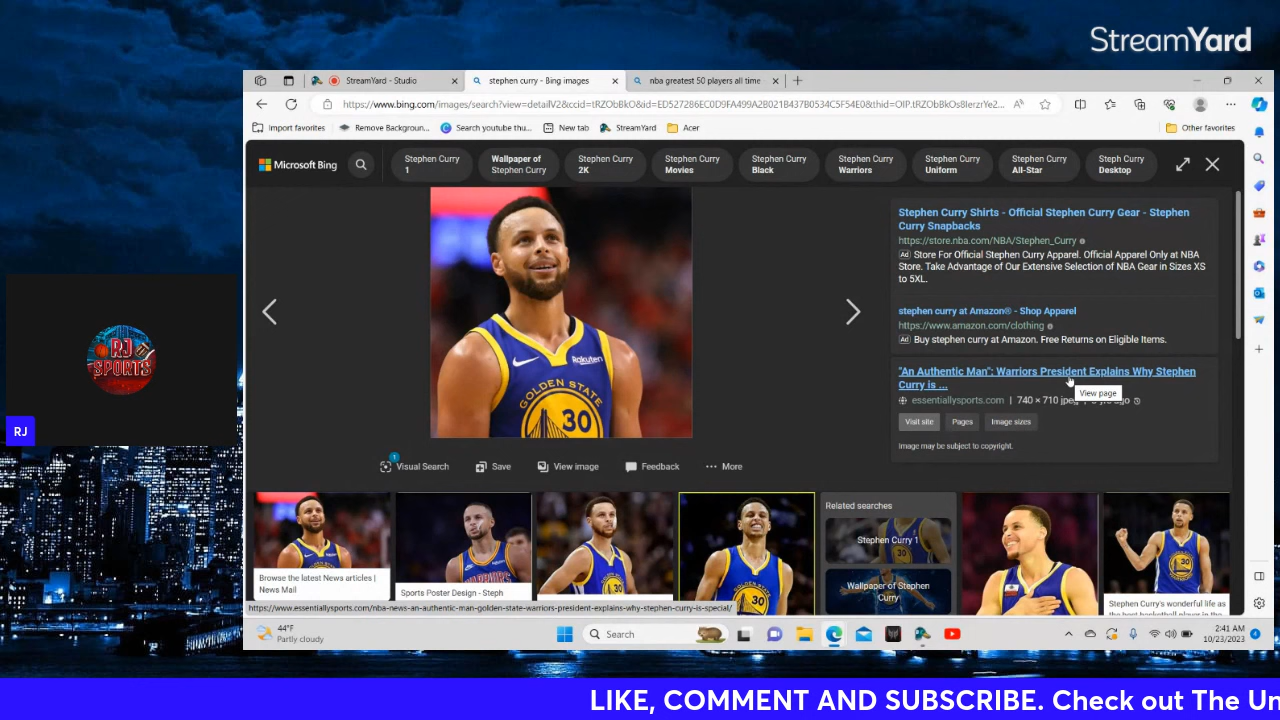 StreamYard
StreamYard - Studio
stephen curry - Bing images
nba greatest 50 players all time
https://www.bing.com/images/search?view=detailV2&ccid=tRZObBkO&id=ED527286EC0D9FA499A2B021B437B0534C5F54E0&thid=OIP.tRZObBkOs8IerzrYe2...
Import favorites
Remove Backgroun...
Search youtube thu...
New tab
StreamYard
Acer
Other favorites
Microsoft Bing
Stephen Curry
1
Wallpaper of
Stephen Curry
Stephen Curry
2K
Stephen Curry
Movies
Stephen Curry
Black
Stephen Curry
Warriors
Stephen Curry
Uniform
Stephen Curry
All-Star
Steph Curry
Desktop
Rakuten
GOLDEN STATE
30
Stephen Curry Shirts - Official Stephen Curry Gear - Stephen
Curry Snapbacks
https://store.nba.com/NBA/Stephen_Curry
Ad Store For Official Stephen Curry Apparel. Official Apparel Only at NBA
Store. Take Advantage of Our Extensive Selection of NBA Gear in Sizes XS
to 5XL.
stephen curry at Amazon® - Shop Apparel
https://www.amazon.com/clothing
Ad Buy stephen curry at Amazon. Free Returns on Eligible Items.
"An Authentic Man": Warriors President Explains Why Stephen
Curry is ...
View page
essentiallysports.com | 740 × 710 jpeg
Visit site
Pages
Image sizes
Image may be subject to copyright.
1
Visual Search
Save
View image
Feedback
More
Browse the latest News articles |
News Mail
Sports Poster Design - Steph
Related searches
Stephen Curry 1
Wallpaper of Stephen
Curry
Stephen Curry's wonderful life as
https://www.essentiallysports.com/nba-news-an-authentic-man-golden-state-warriors-president-explains-why-stephen-curry-is-special/
44°F
Partly cloudy
Search
2:41 AM
10/23/2023
4
RJ
SPORTS
RJ
LIKE, COMMENT AND SUBSCRIBE. Check out The Un